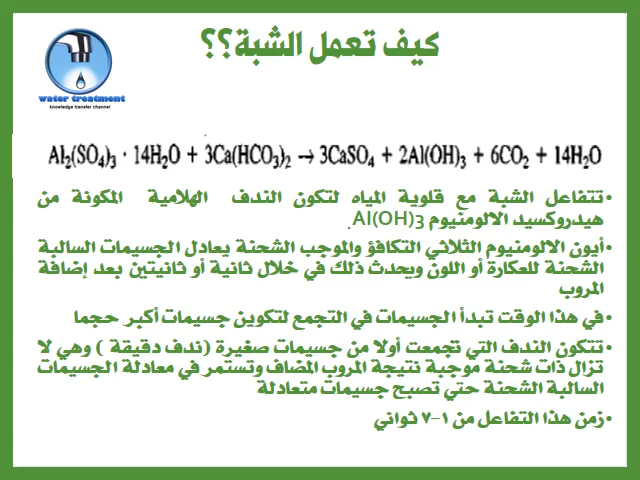 كيف تعمل الشبة؟؟
water treatment
knowledge transfer channel
Al₂(SO₄)₃ · 14H₂O + 3Ca(HCO₃)₂ → 3CaSO₄ + 2Al(OH)₃ + 6CO₂ + 14H₂O
•تتفاعل الشبة مع قلوية المياه لتكون الندف الهلامية المكونة من
هيدروكسيد الالومنيوم Al(OH)3.
•أيون الالومنيوم الثلاثي التكافؤ والموجب الشحنة يعادل الجسيمات السالبة
الشحنة للعكارة أو اللون ويحدث ذلك في خلال ثانية أو ثانيتين بعد إضافة
المروب
•في هذا الوقت تبدأ الجسيمات في التجمع لتكوين جسيمات أكبر حجما
•تتكون الندف التي تجمعت أولا من جسيمات صغيرة (ندف دقيقة ) وهي لا
تزال ذات شحنة موجبة نتيجة المروب المضاف وتستمر في معادلة الجسيمات
السالبة الشحنة حتي تصبح جسيمات متعادلة
•زمن هذا التفاعل من ١-٧ ثواني